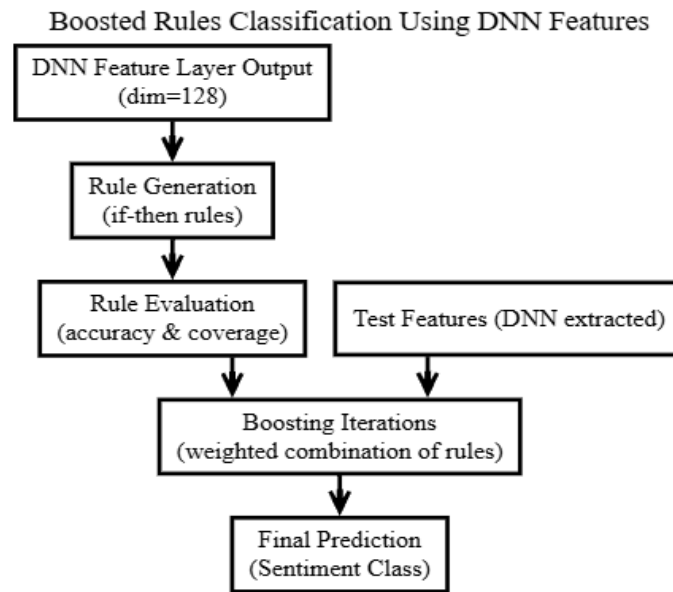 Boosted Rules Classification Using DNN Features
DNN Feature Layer Output
(dim=128)
Rule Generation
(if-then rules)
Rule Evaluation
(accuracy & coverage)
Test Features (DNN extracted)
Boosting Iterations
(weighted combination of rules)
Final Prediction
(Sentiment Class)